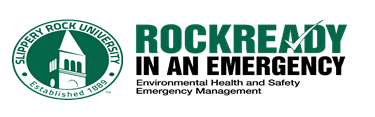 SLIPPERY ROCK UNIVERSITY
Established 1889
ROCKREADY
IN AN EMERGENCY
Environmental Health and Safety
Emergency Management